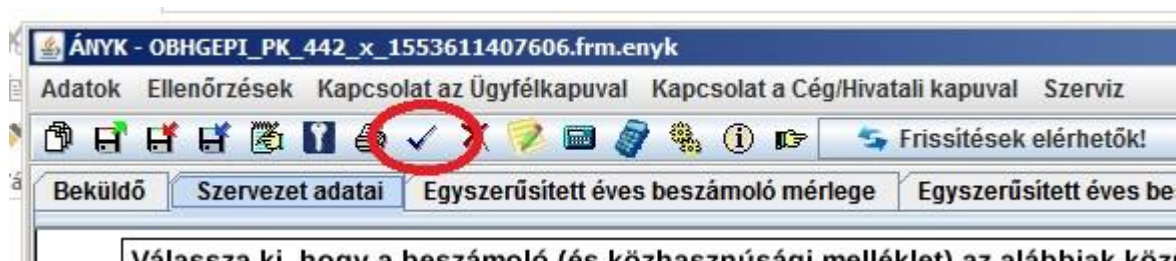 ÁNYK - OBHGEPI_PK_442_x_1553611407606.frm.enyk
Adatok Ellenőrzések Kapcsolat az Ügyfélkapuval Kapcsolat a Cég/Hivatali kapuval Szerviz
Frissítések elérhetők!
Beküldő Szervezet adatai Egyszerűsített éves beszámoló mérlege Egyszerűsített éves be
Válassza ki, hogy a beszámoló (és közhasznúsági melléklet) az alábbiak köz